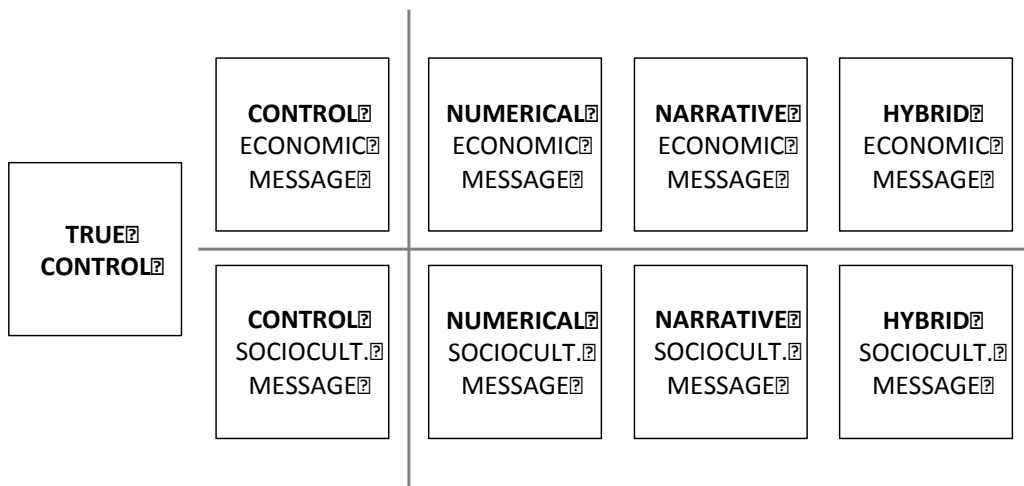 TRUE⍰
CONTROL⍰
CONTROL⍰
ECONOMIC⍰
MESSAGE⍰
NUMERICAL⍰
ECONOMIC⍰
MESSAGE⍰
NARRATIVE⍰
ECONOMIC⍰
MESSAGE⍰
HYBRID⍰
ECONOMIC⍰
MESSAGE⍰
CONTROL⍰
SOCIOCULT.⍰
MESSAGE⍰
NUMERICAL⍰
SOCIOCULT.⍰
MESSAGE⍰
NARRATIVE⍰
SOCIOCULT.⍰
MESSAGE⍰
HYBRID⍰
SOCIOCULT.⍰
MESSAGE⍰